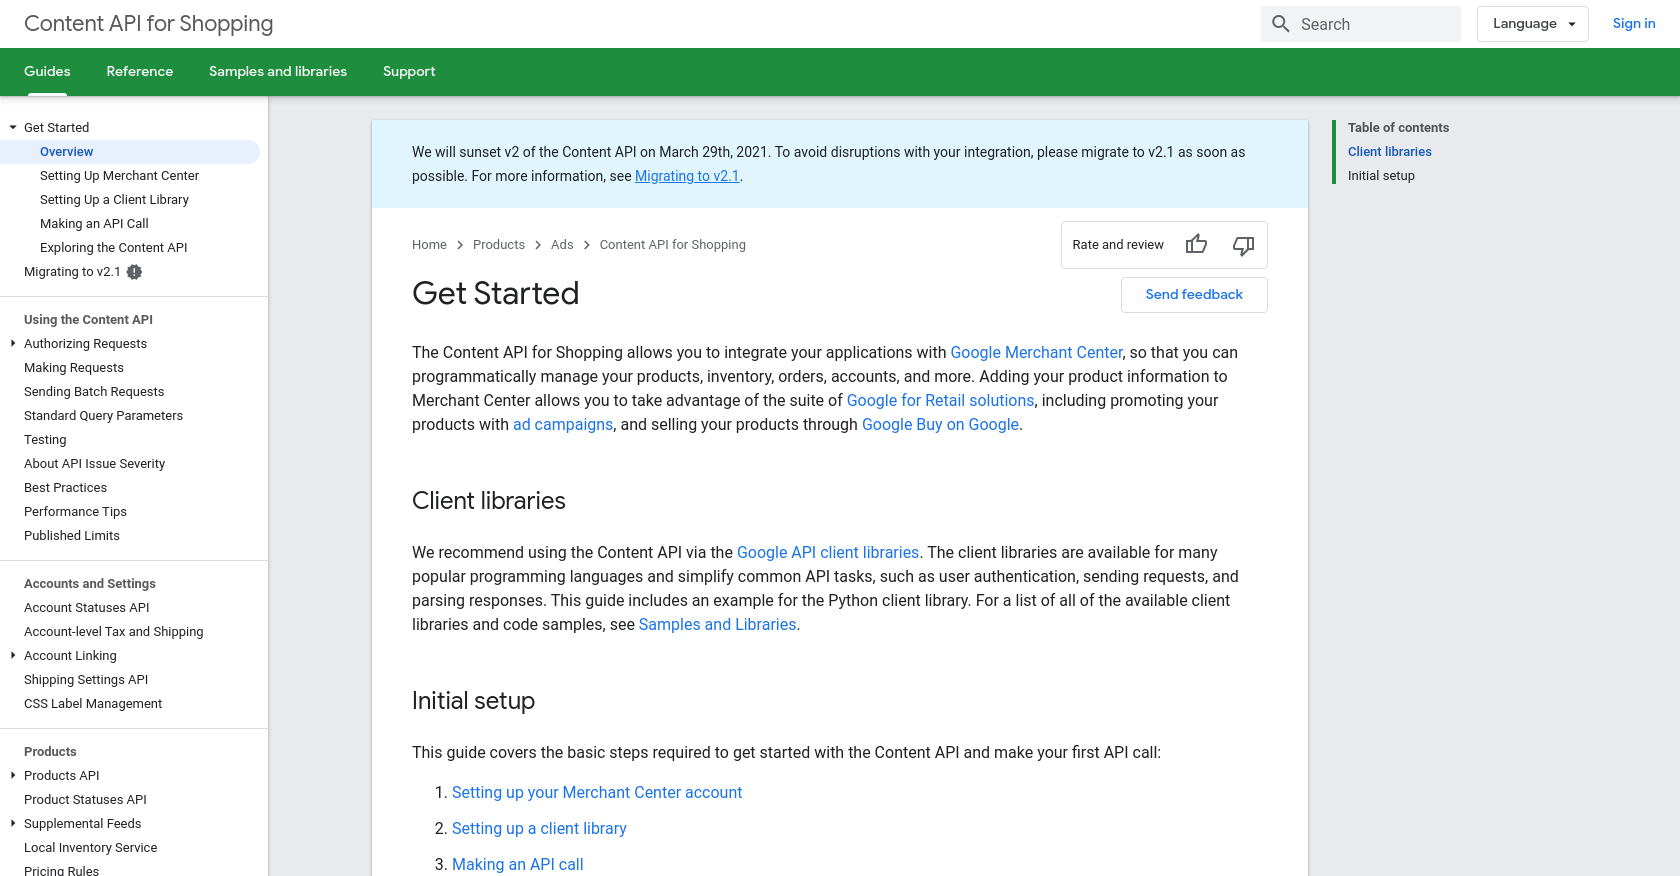 Content API for Shopping
Search
Language
Sign in
Guides
Reference
Samples and libraries
Support
Get Started
Overview
Setting Up Merchant Center
Setting Up a Client Library
Making an API Call
Exploring the Content API
Migrating to v2.1
Using the Content API
Authorizing Requests
Making Requests
Sending Batch Requests
Standard Query Parameters
Testing
About API Issue Severity
Best Practices
Performance Tips
Published Limits
Accounts and Settings
Account Statuses API
Account-level Tax and Shipping
Account Linking
Shipping Settings API
CSS Label Management
Products
Products API
Product Statuses API
Supplemental Feeds
Local Inventory Service
Pricing Rules
We will sunset v2 of the Content API on March 29th, 2021. To avoid disruptions with your integration, please migrate to v2.1 as soon as
possible. For more information, see Migrating to v2.1.
Home > Products > Ads > Content API for Shopping
Rate and review
Get Started
Send feedback
The Content API for Shopping allows you to integrate your applications with Google Merchant Center, so that you can
programmatically manage your products, inventory, orders, accounts, and more. Adding your product information to
Merchant Center allows you to take advantage of the suite of Google for Retail solutions, including promoting your
products with ad campaigns, and selling your products through Google Buy on Google.
Client libraries
We recommend using the Content API via the Google API client libraries. The client libraries are available for many
popular programming languages and simplify common API tasks, such as user authentication, sending requests, and
parsing responses. This guide includes an example for the Python client library. For a list of all of the available client
libraries and code samples, see Samples and Libraries.
Initial setup
This guide covers the basic steps required to get started with the Content API and make your first API call:
1. Setting up your Merchant Center account
2. Setting up a client library
3. Making an API call
Table of contents
Client libraries
Initial setup